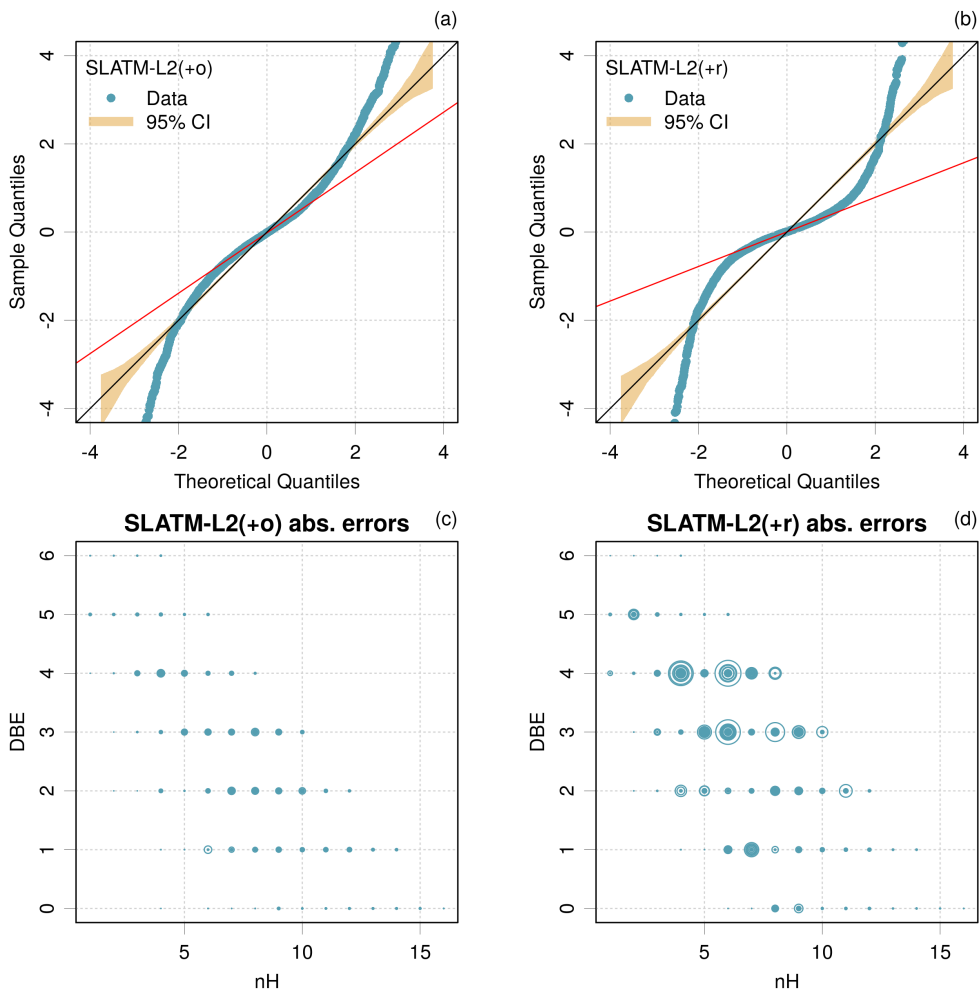 (a)
SLATM-L2(+o)
Data
95% CI
4
2
0
-2
-4
Sample Quantiles
-4 -2 0 2 4
Theoretical Quantiles
(b)
SLATM-L2(+r)
Data
95% CI
4
2
0
-2
-4
Sample Quantiles
-4 -2 0 2 4
Theoretical Quantiles
SLATM-L2(+o) abs. errors (c)
6
5
4
3
2
1
0
DBE
5 10 15
nH
SLATM-L2(+r) abs. errors (d)
6
5
4
3
2
1
0
DBE
5 10 15
nH